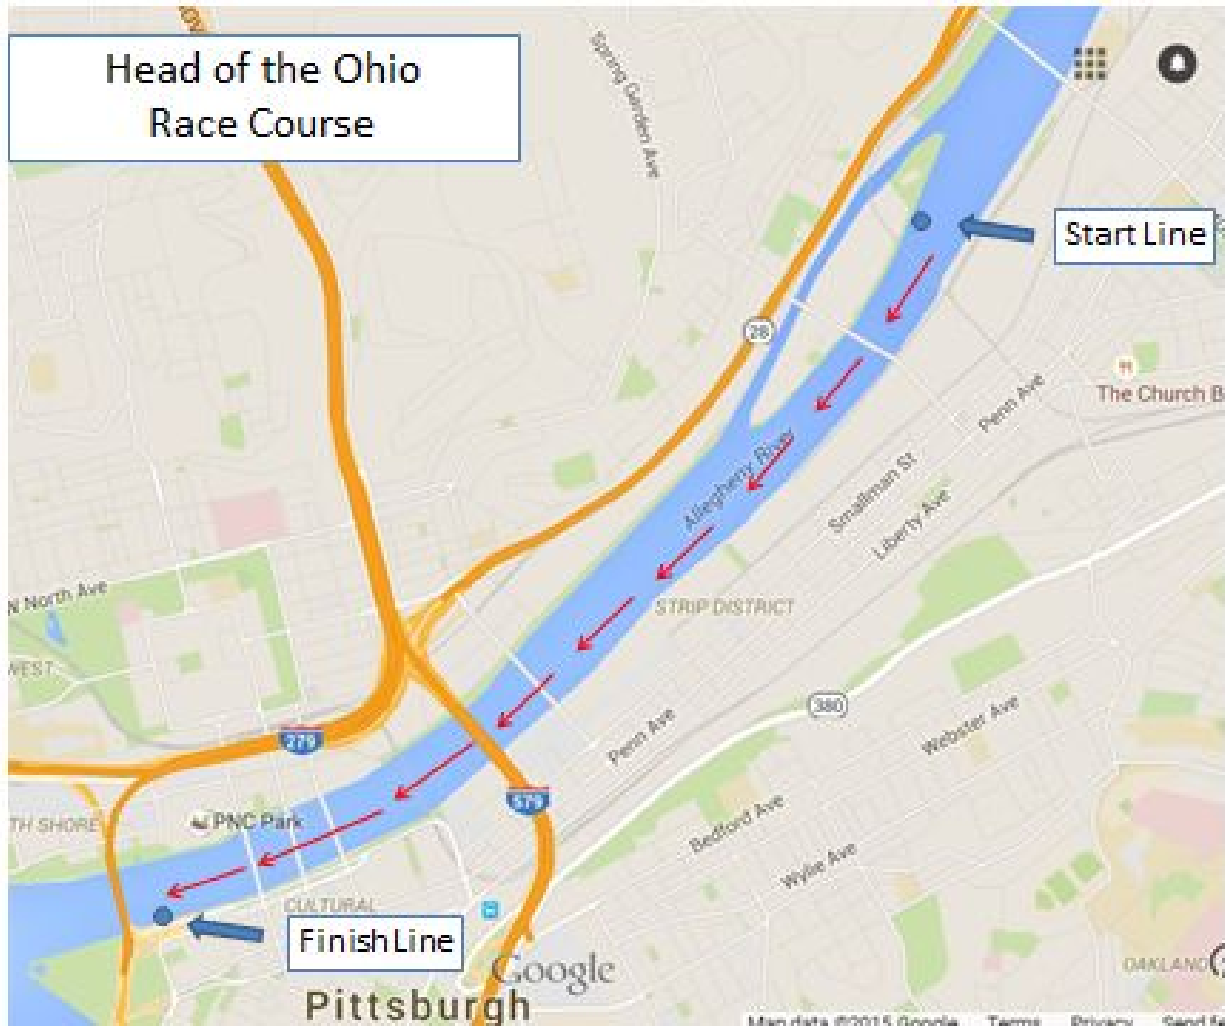 Head of the Ohio
Race Course
Spring Garden Ave
Start Line
28
The Church B
Penn Ave
Allegheny River
Smallman St
Liberty Ave
W North Ave
STRIP DISTRICT
WEST
380
Webster Ave
279
Penn Ave
579
TH SHORE
PNC Park
Bedford Ave
Wylie Ave
CULTURAL
Finish Line
OAKLAND
Google
Pittsburgh
Map data ©2015 Google Terms Privacy Send fe